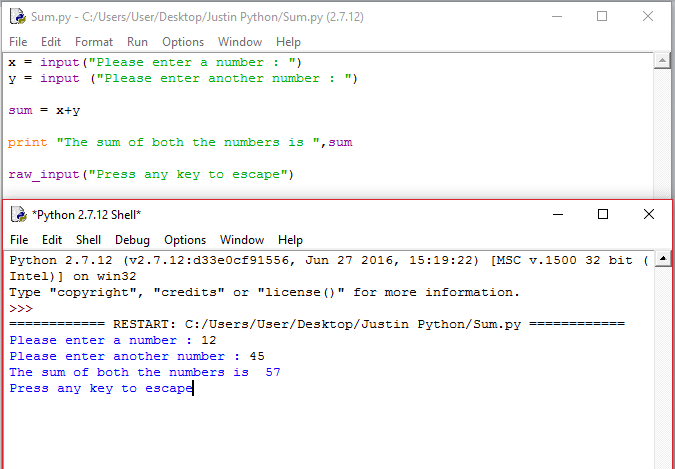 Sum.py - C:/Users/User/Desktop/Justin Python/Sum.py (2.7.12)
File Edit Format Run Options Window Help
x = input("Please enter a number : ")
y = input ("Please enter another number : ")
sum = x+y
print "The sum of both the numbers is ",sum
raw_input("Press any key to escape")
*Python 2.7.12 Shell*
File Edit Shell Debug Options Window Help
Python 2.7.12 (v2.7.12:d33e0cf91556, Jun 27 2016, 15:19:22) [MSC v.1500 32 bit (
Intel)] on win32
Type "copyright", "credits" or "license()" for more information.
>>>
============ RESTART: C:/Users/User/Desktop/Justin Python/Sum.py ============
Please enter a number : 12
Please enter another number : 45
The sum of both the numbers is  57
Press any key to escape